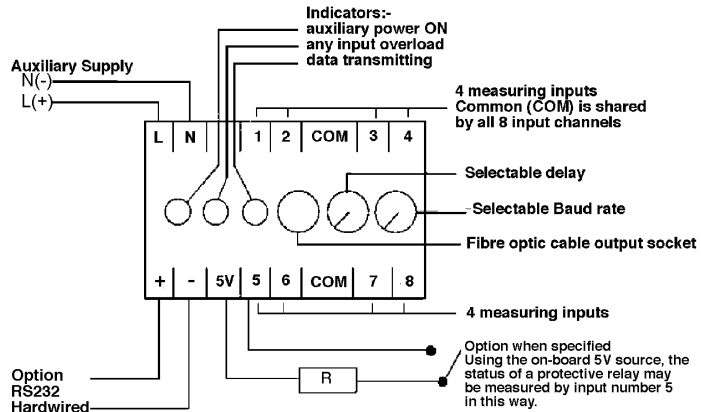 Indicators:-
auxiliary power ON
any input overload
data transmitting
Auxiliary Supply
N(-)
L(+)
4 measuring inputs
Common (COM) is shared
by all 8 input channels
L N 1 2 COM 3 4
Selectable delay
Selectable Baud rate
Fibre optic cable output socket
+ - 5V 5 6 COM 7 8
4 measuring inputs
Option when specified
Using the on-board 5V source, the
status of a protective relay may
be measured by input number 5
in this way.
R
Option
RS232
Hardwired